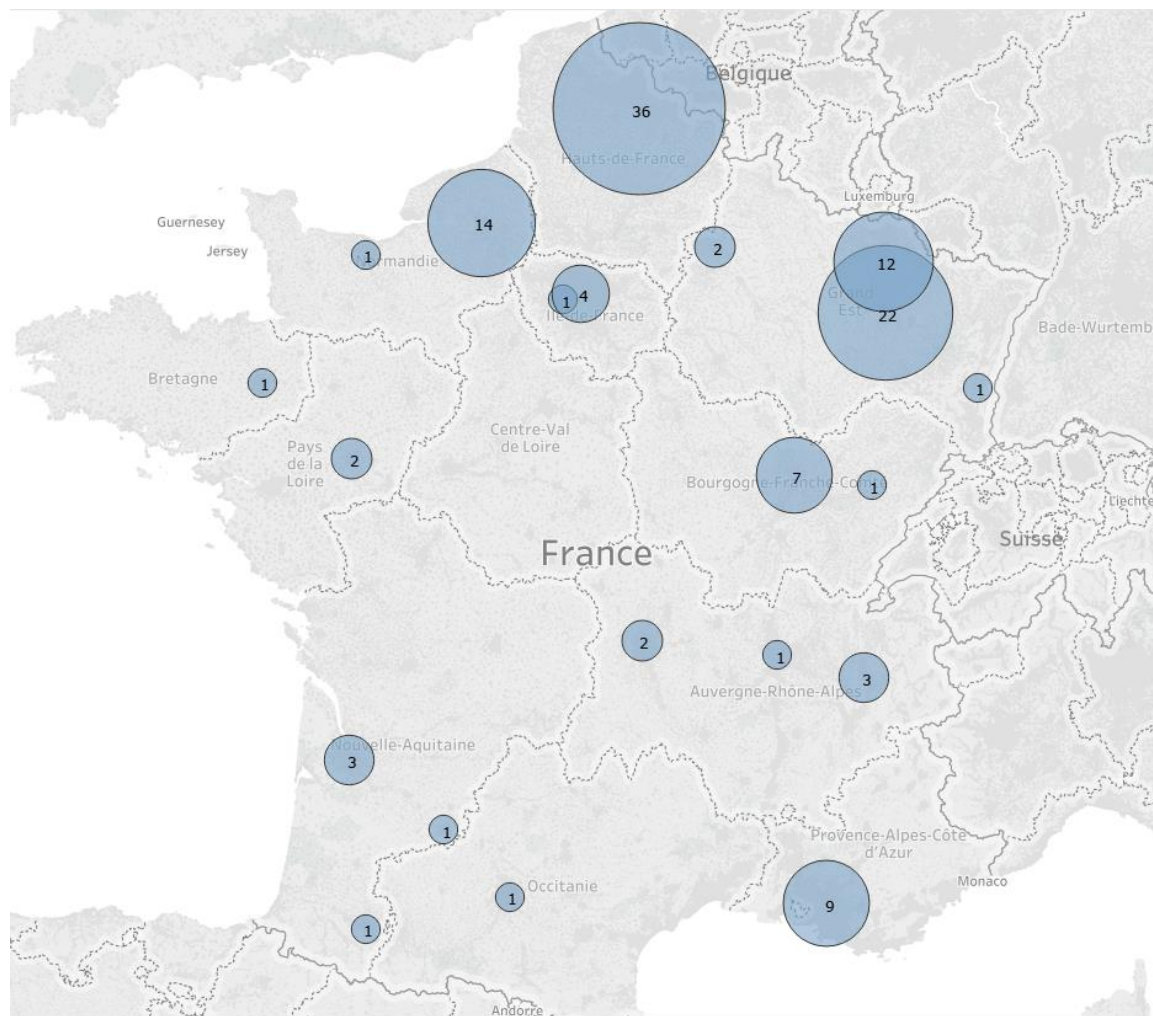 Belgique
36
Hauts-de-France
Luxemburg
Guernesey
14
Jersey
2
1
Normandie
12
4
1
Grand
Est
Ile-de-France
22
Bade-Wurtemb
Bretagne
1
1
Centre-Val
de Loire
Pays
de la
Loire
2
7
Bourgogne-Franche-Comté
1
Liechte
Suisse
France
2
1
3
Auvergne-Rhône-Alpes
Nouvelle-Aquitaine
3
1
Provence-Alpes-Côte
d'Azur
Monaco
Occitanie
1
9
1
Andorre